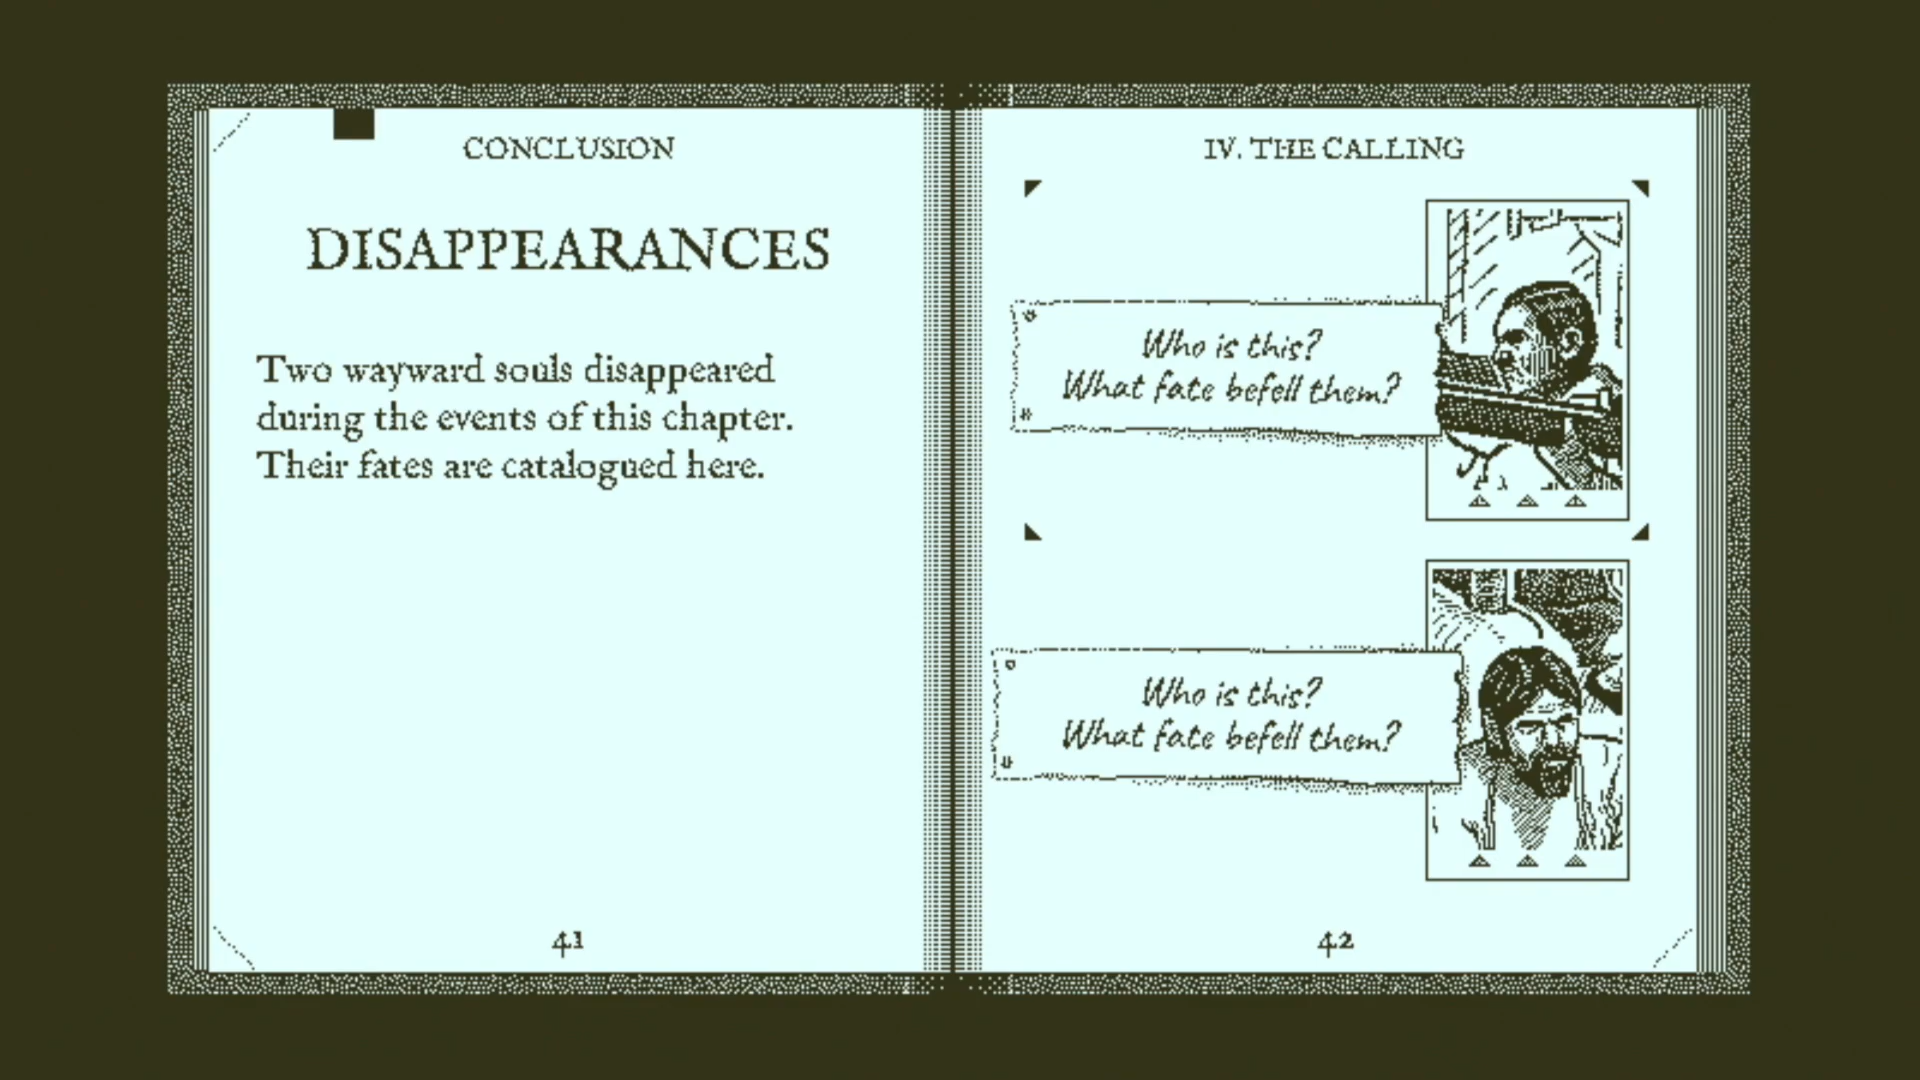 CONCLUSION
DISAPPEARANCES
Two wayward souls disappeared
during the events of this chapter.
Their fates are catalogued here.
41
IV. THE CALLING
Who is this?
What fate befell them?
Who is this?
What fate befell them?
42